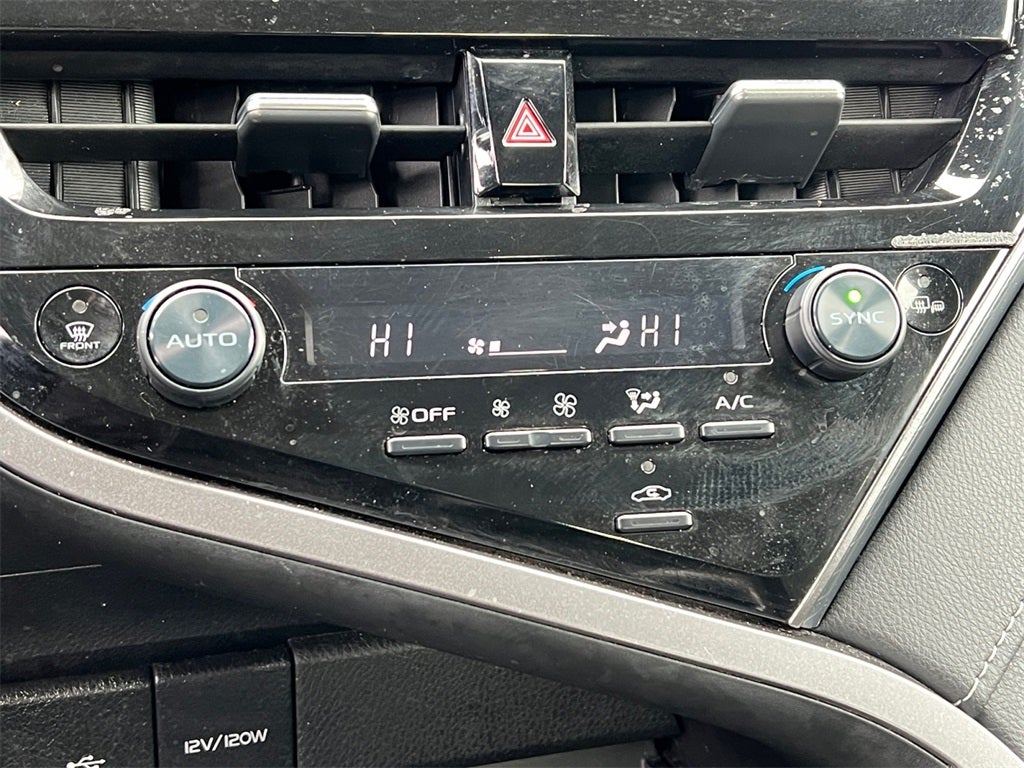 FRONT
AUTO
HI
HI
SYNC
OFF
A/C
12V/120W